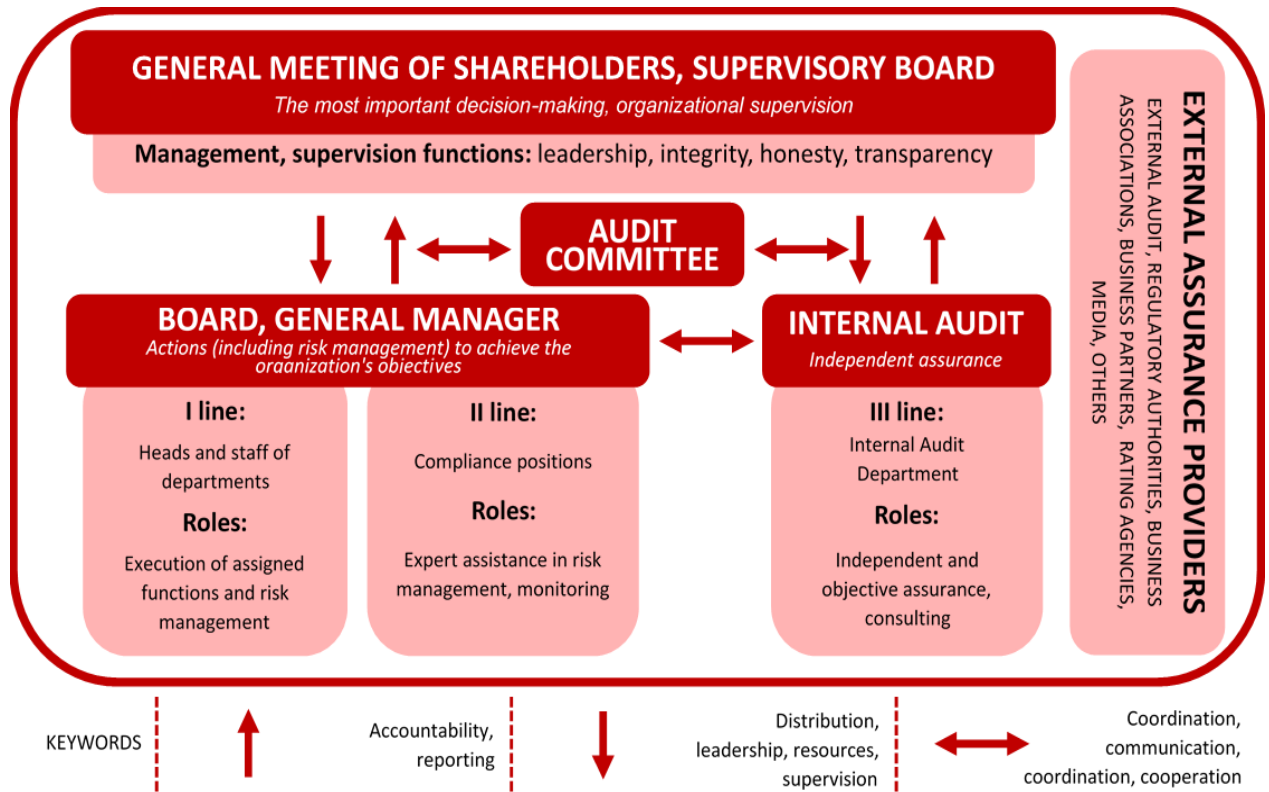 GENERAL MEETING OF SHAREHOLDERS, SUPERVISORY BOARD
The most important decision-making, organizational supervision
Management, supervision functions: leadership, integrity, honesty, transparency
AUDIT
COMMITTEE
BOARD, GENERAL MANAGER
Actions (including risk management) to achieve the
oraanization's objectives
INTERNAL AUDIT
Independent assurance
I line:
Heads and staff of
departments
Roles:
Execution of assigned
functions and risk
management
II line:
Compliance positions
Roles:
Expert assistance in risk
management, monitoring
III line:
Internal Audit
Department
Roles:
Independent and
objective assurance,
consulting
EXTERNAL ASSURANCE PROVIDERS
EXTERNAL AUDIT, REGULATORY AUTHORITIES, BUSINESS
ASSOCIATIONS, BUSINESS PARTNERS, RATING AGENCIES,
MEDIA, OTHERS
KEYWORDS
Accountability,
reporting
Distribution,
leadership, resources,
supervision
Coordination,
communication,
coordination, cooperation